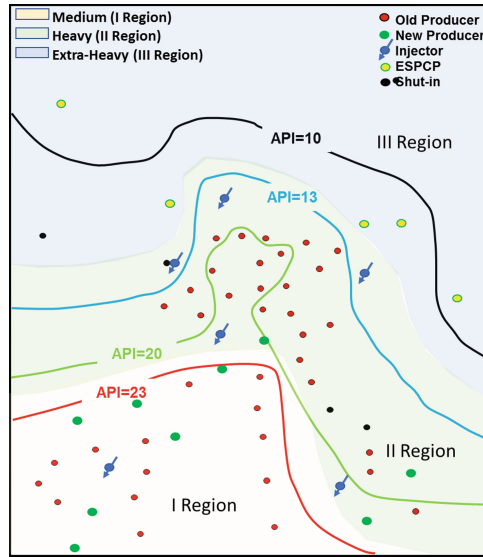 Medium (I Region)
Heavy (II Region)
Extra-Heavy (III Region)
Old Producer
New Producer
Injector
ESPCP
Shut-in
API=10
III Region
API=13
API=20
API=23
II Region
I Region